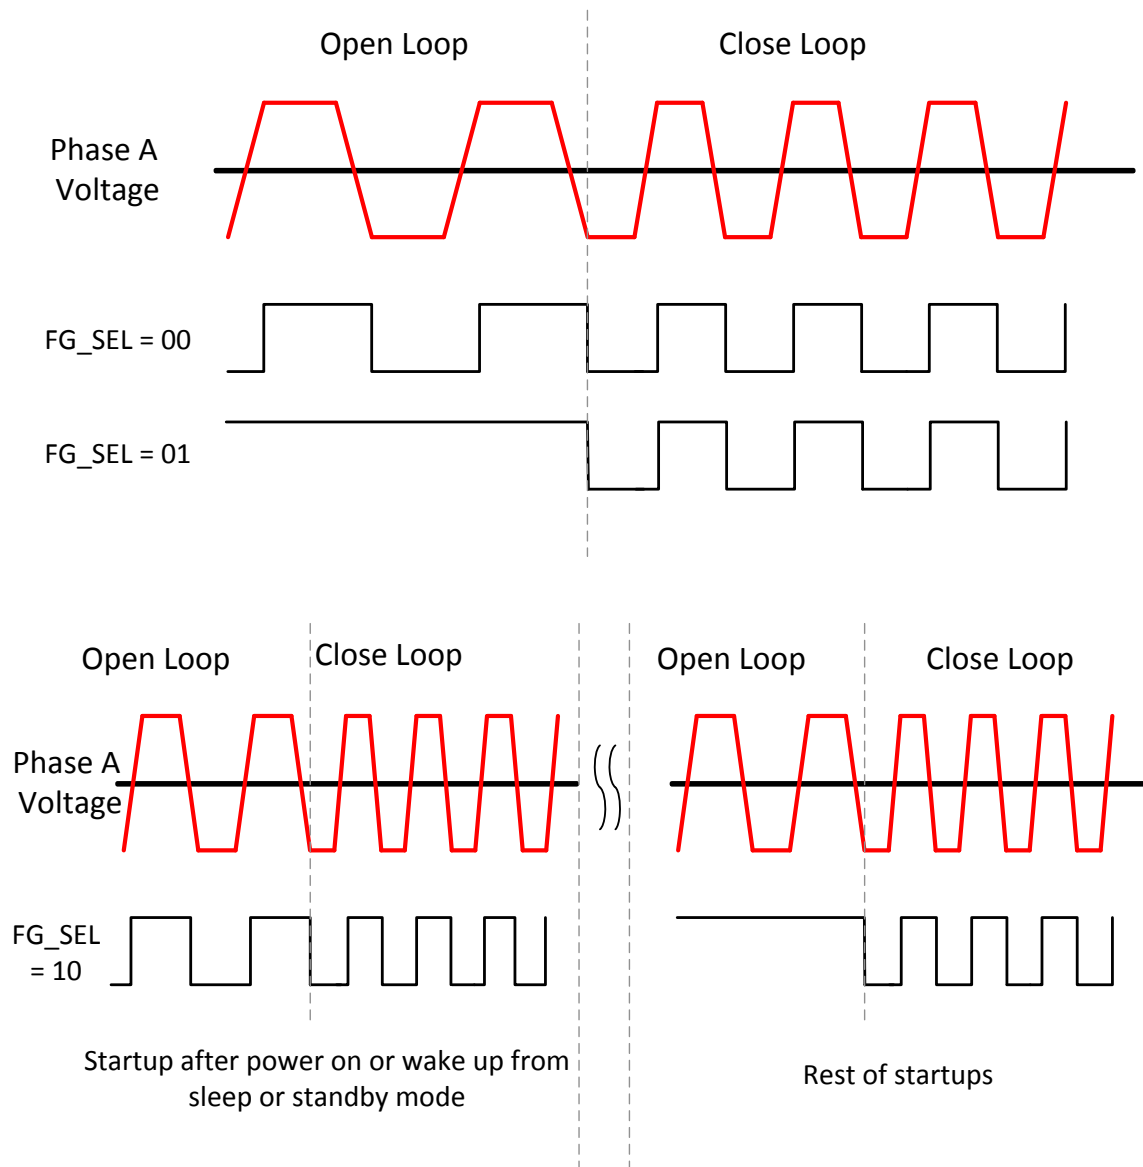 Open Loop
Close Loop
Phase A
Voltage
FG_SEL = 00
FG_SEL = 01
Open Loop
Close Loop
Open Loop
Close Loop
Phase A
Voltage
FG_SEL
= 10
Startup after power on or wake up from
sleep or standby mode
Rest of startups